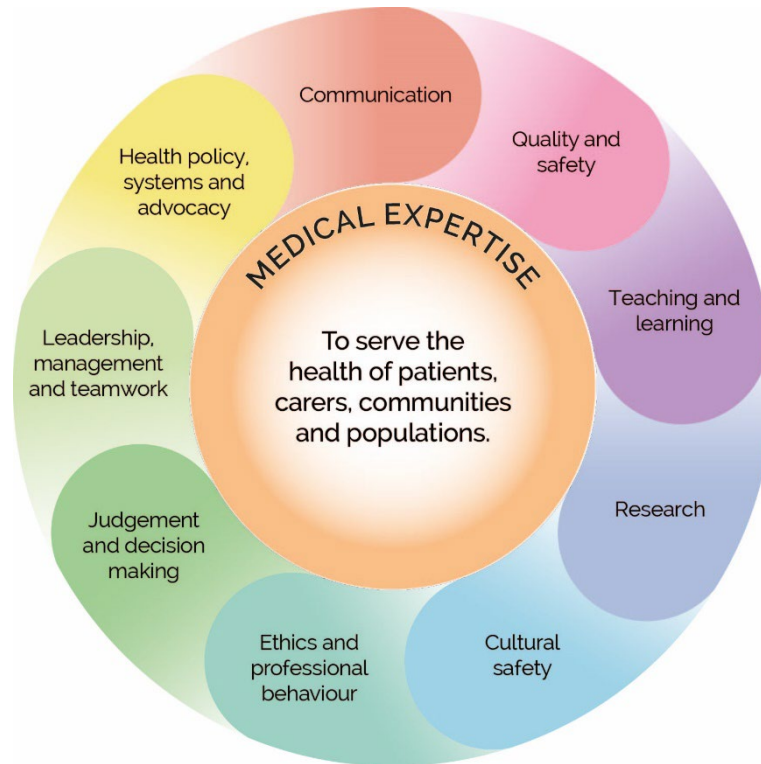 Communication
Quality and
safety
Teaching and
learning
Research
Cultural
safety
Ethics and
professional
behaviour
Judgement
and decision
making
Leadership,
management
and teamwork
Health policy,
systems and
advocacy
MEDICAL EXPERTISE
To serve the
health of patients,
carers, communities
and populations.